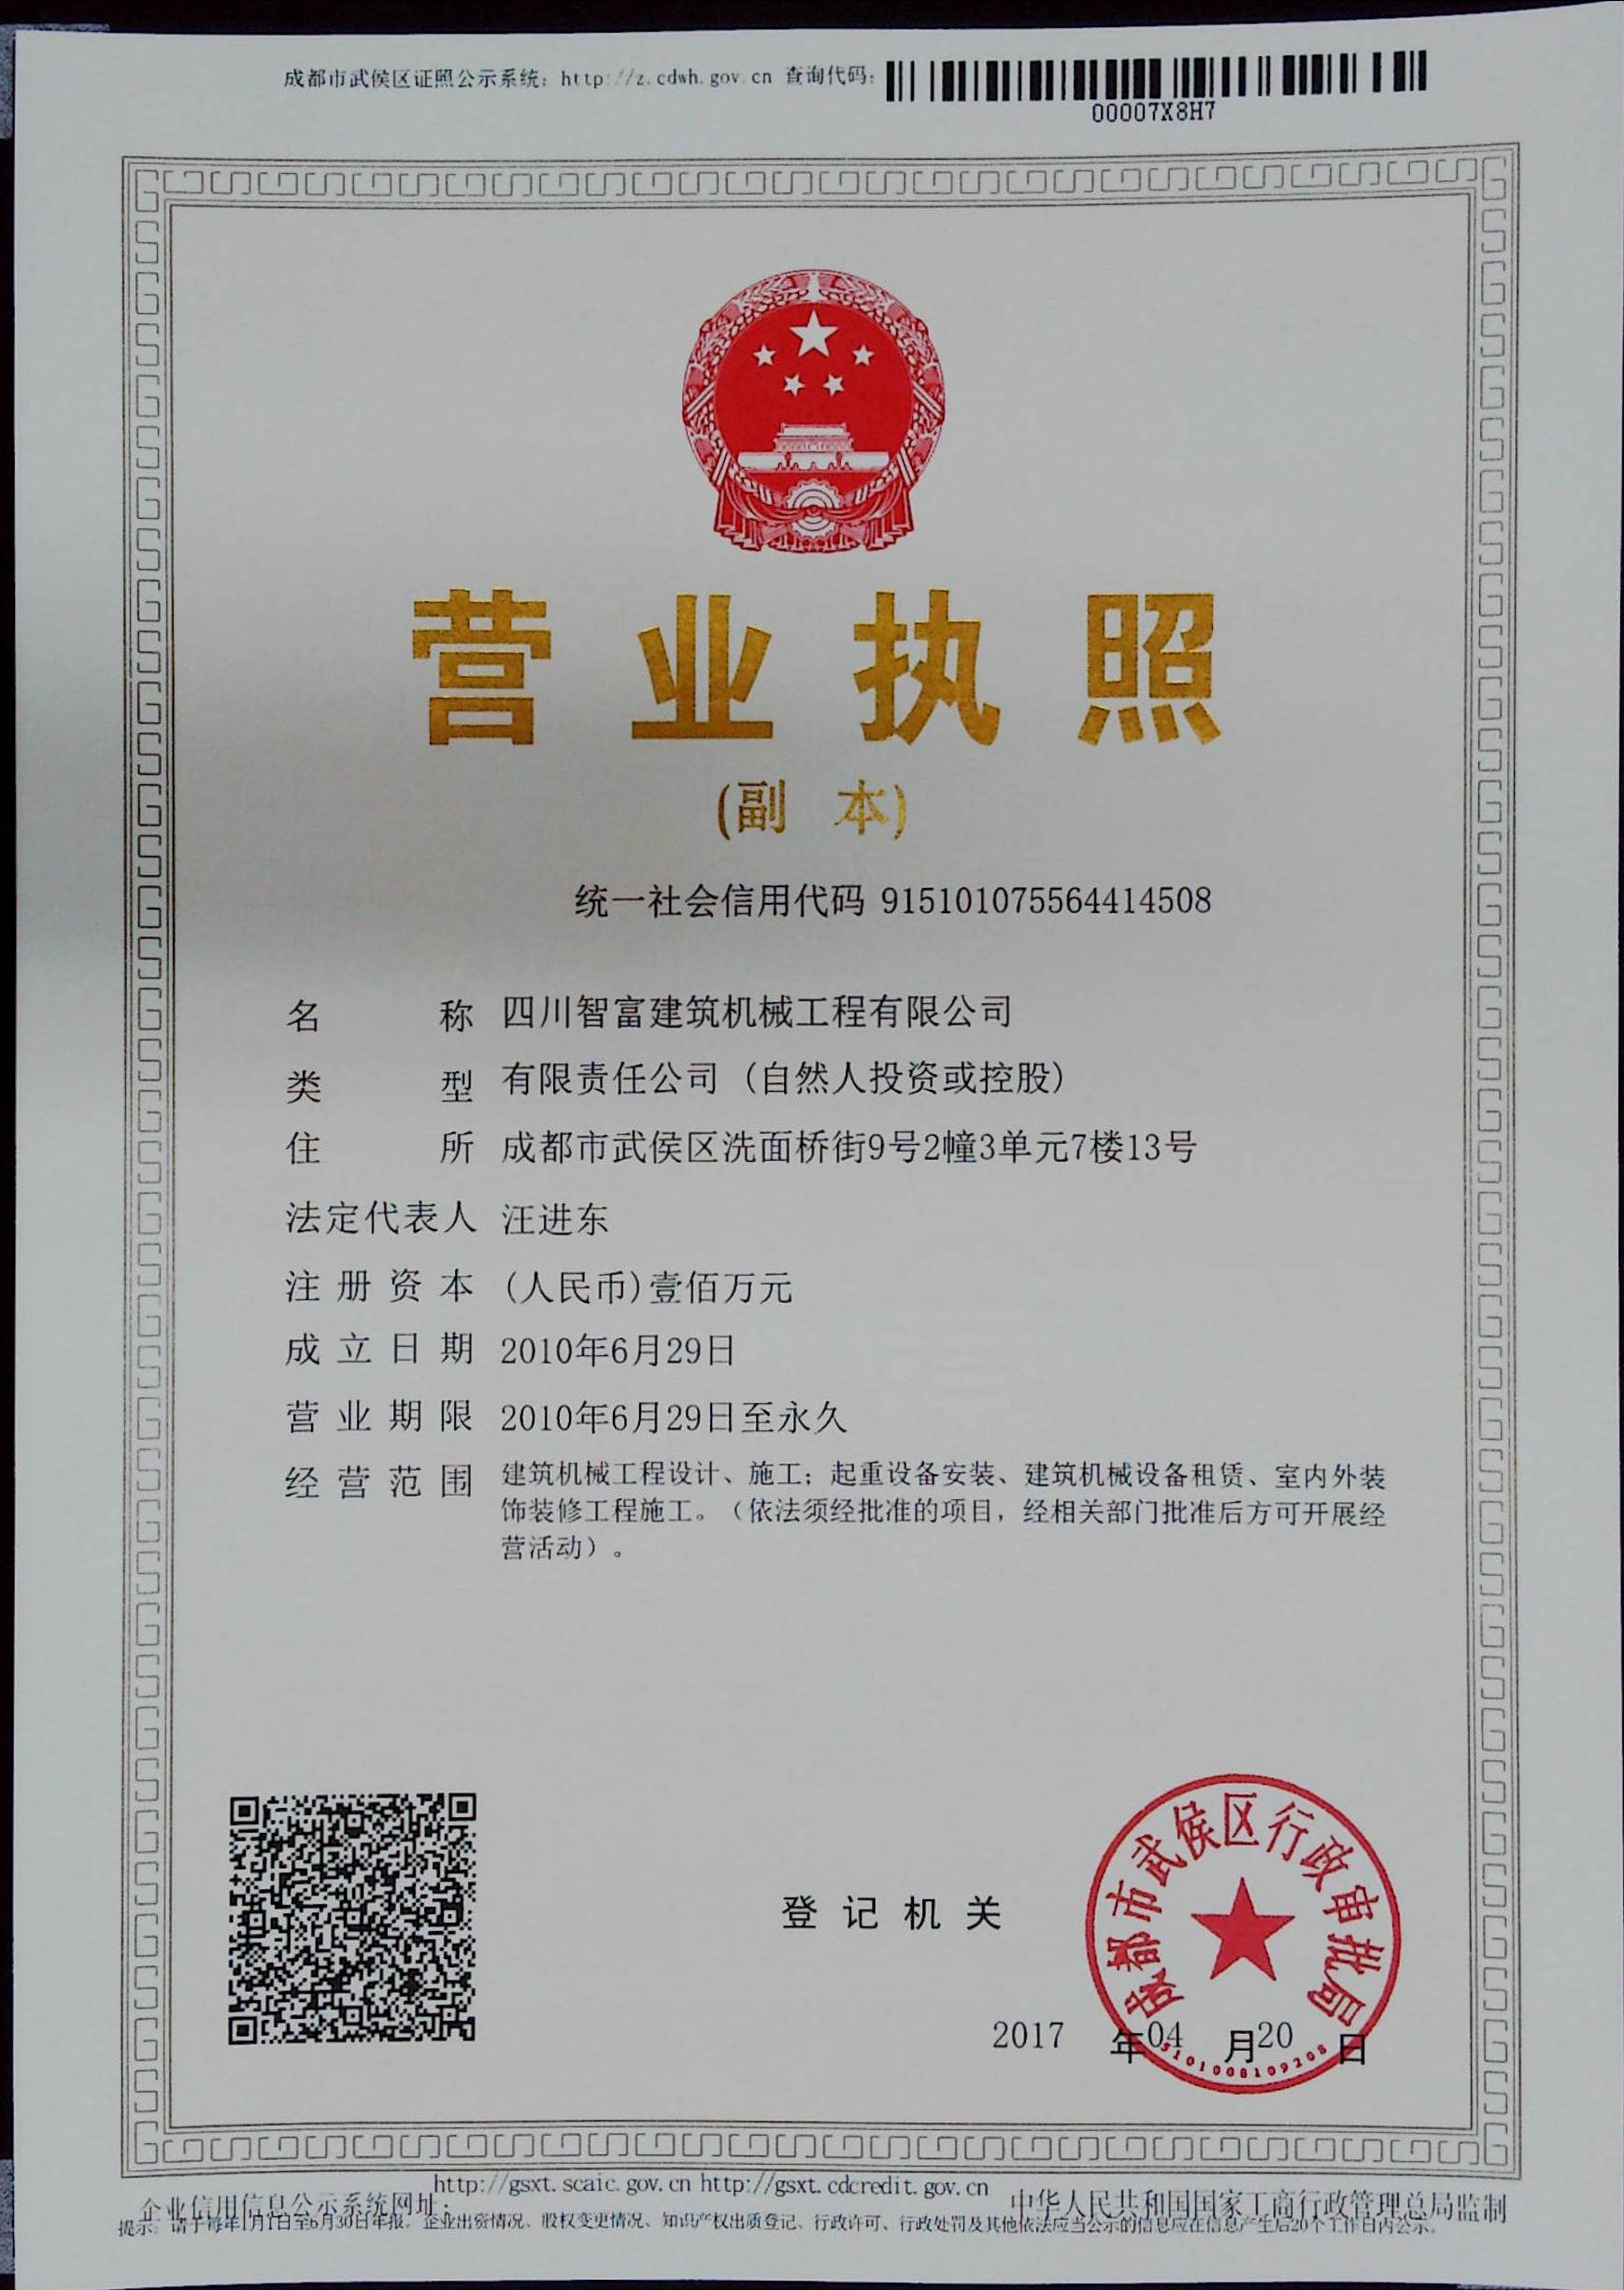 成都市武侯区证照公示系统：http://z.cdwh.gov.cn 查询代码：
00007X8H7
营业执照
(副 本)
统一社会信用代码 915101075564414508
名 称 四川智富建筑机械工程有限公司
类 型 有限责任公司（自然人投资或控股）
住 所 成都市武侯区洗面桥街9号2幢3单元7楼13号
法定代表人 汪进东
注册资本 (人民币)壹佰万元
成立日期 2010年6月29日
营业期限 2010年6月29日至永久
经营范围 建筑机械工程设计、施工；起重设备安装、建筑机械设备租赁、室内外装
饰装修工程施工。（依法须经批准的项目，经相关部门批准后方可开展经
营活动）。
成都市武侯区行政审批局
登记机关
2017 年04 月20 日
5101008109208
http://gsxt.scaic.gov.cn http://gsxt.cdcredit.gov.cn
企业信用信息公示系统网址： 中华人民共和国国家工商行政管理总局监制
提示：请于每年1月1日至6月30日年报。企业出资情况、股权变更情况、知识产权出质登记、行政许可、行政处罚及其他依法应当公示的信息应在信息产生后20个工作日内公示。